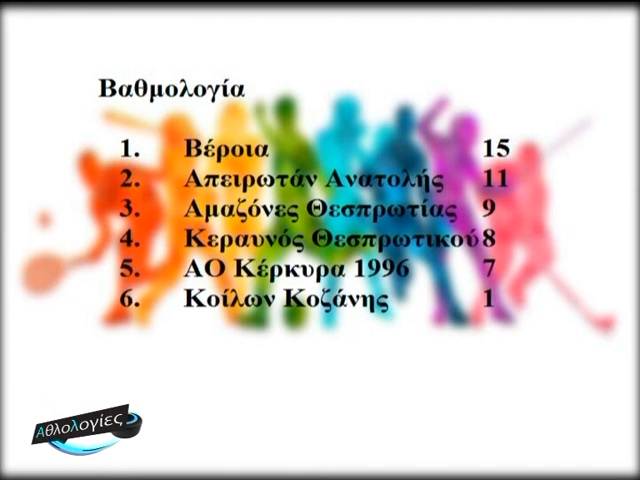 Βαθμολογία
1. Βέροια 15
2. Απειρωτάν Ανατολής 11
3. Αμαζόνες Θεσπρωτίας 9
4. Κεραυνός Θεσπρωτικού 8
5. ΑΟ Κέρκυρα 1996 7
6. Κοίλων Κοζάνης 1
Αθλολογίες